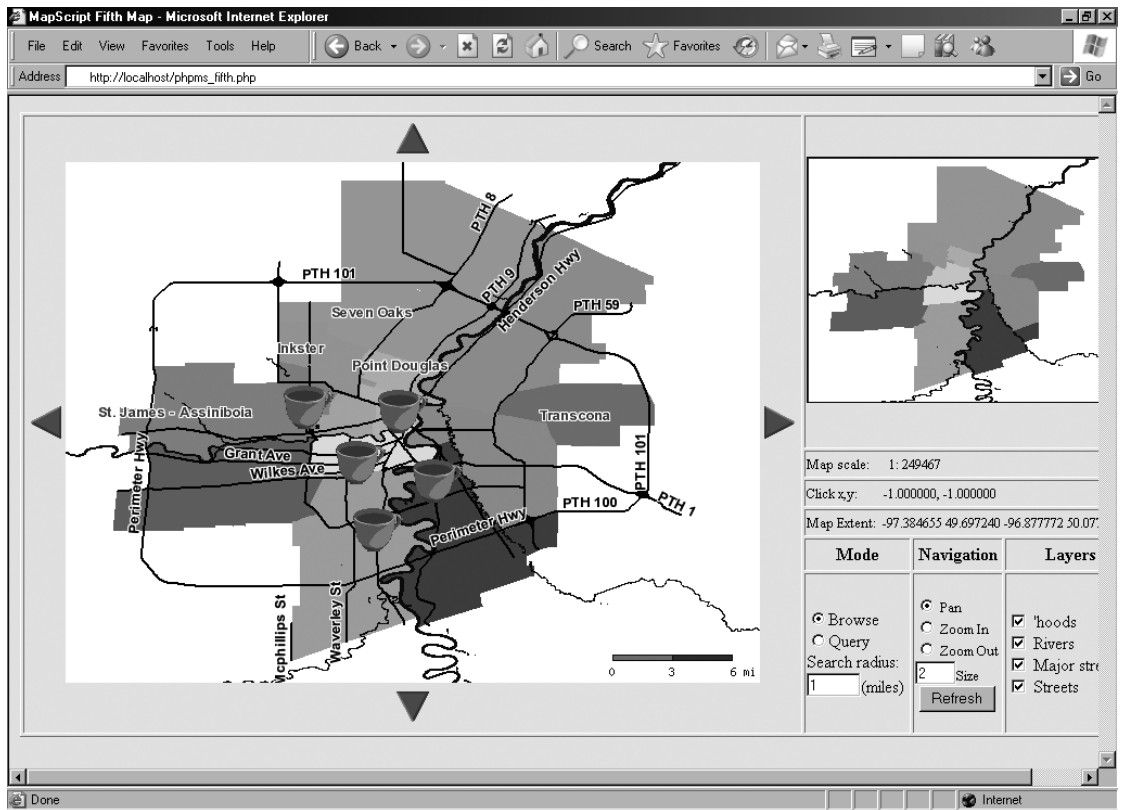 MapScript Fifth Map - Microsoft Internet Explorer
File Edit View Favorites Tools Help
Back
Search
Favorites
Address http://localhost/phpms_fifth.php
Go
PTH 8
PTH 101
PTH 9
Henderson Hwy
PTH 59
Seven Oaks
Inkster
Point Douglas
St. James - Assiniboia
Transcona
Grant Ave
Wilkes Ave
Perimeter Hwy
PTH 101
PTH 1
PTH 100
Perimeter Hwy
Mcphillips St
Waverley St
0 3 6 mi
Map scale: 1: 249467
Click x,y: -1.000000, -1.000000
Map Extent: -97.384655 49.697240 -96.877772 50.07
Mode Navigation Layers
Browse
Query
Search radius:
1 (miles)
Pan
Zoom In
Zoom Out
2 Size
Refresh
'hoods
Rivers
Major stre
Streets
Done
Internet